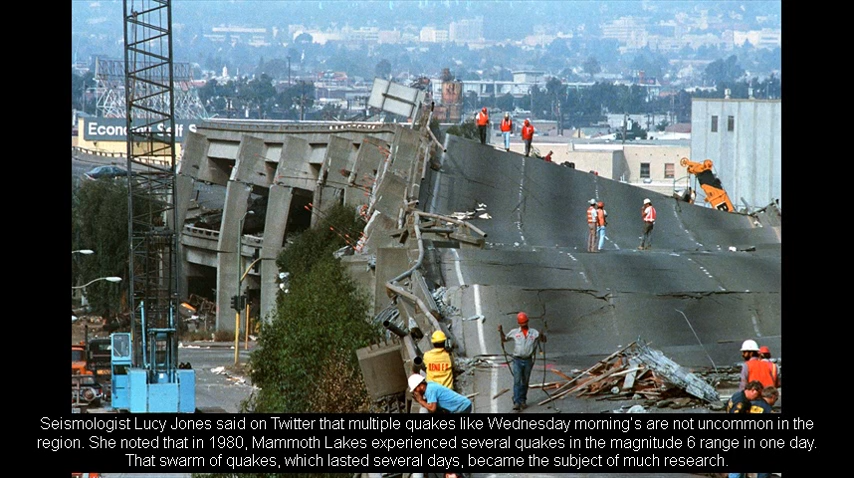 Economy Self S
Seismologist Lucy Jones said on Twitter that multiple quakes like Wednesday morning's are not uncommon in the
region. She noted that in 1980, Mammoth Lakes experienced several quakes in the magnitude 6 range in one day.
That swarm of quakes, which lasted several days, became the subject of much research.